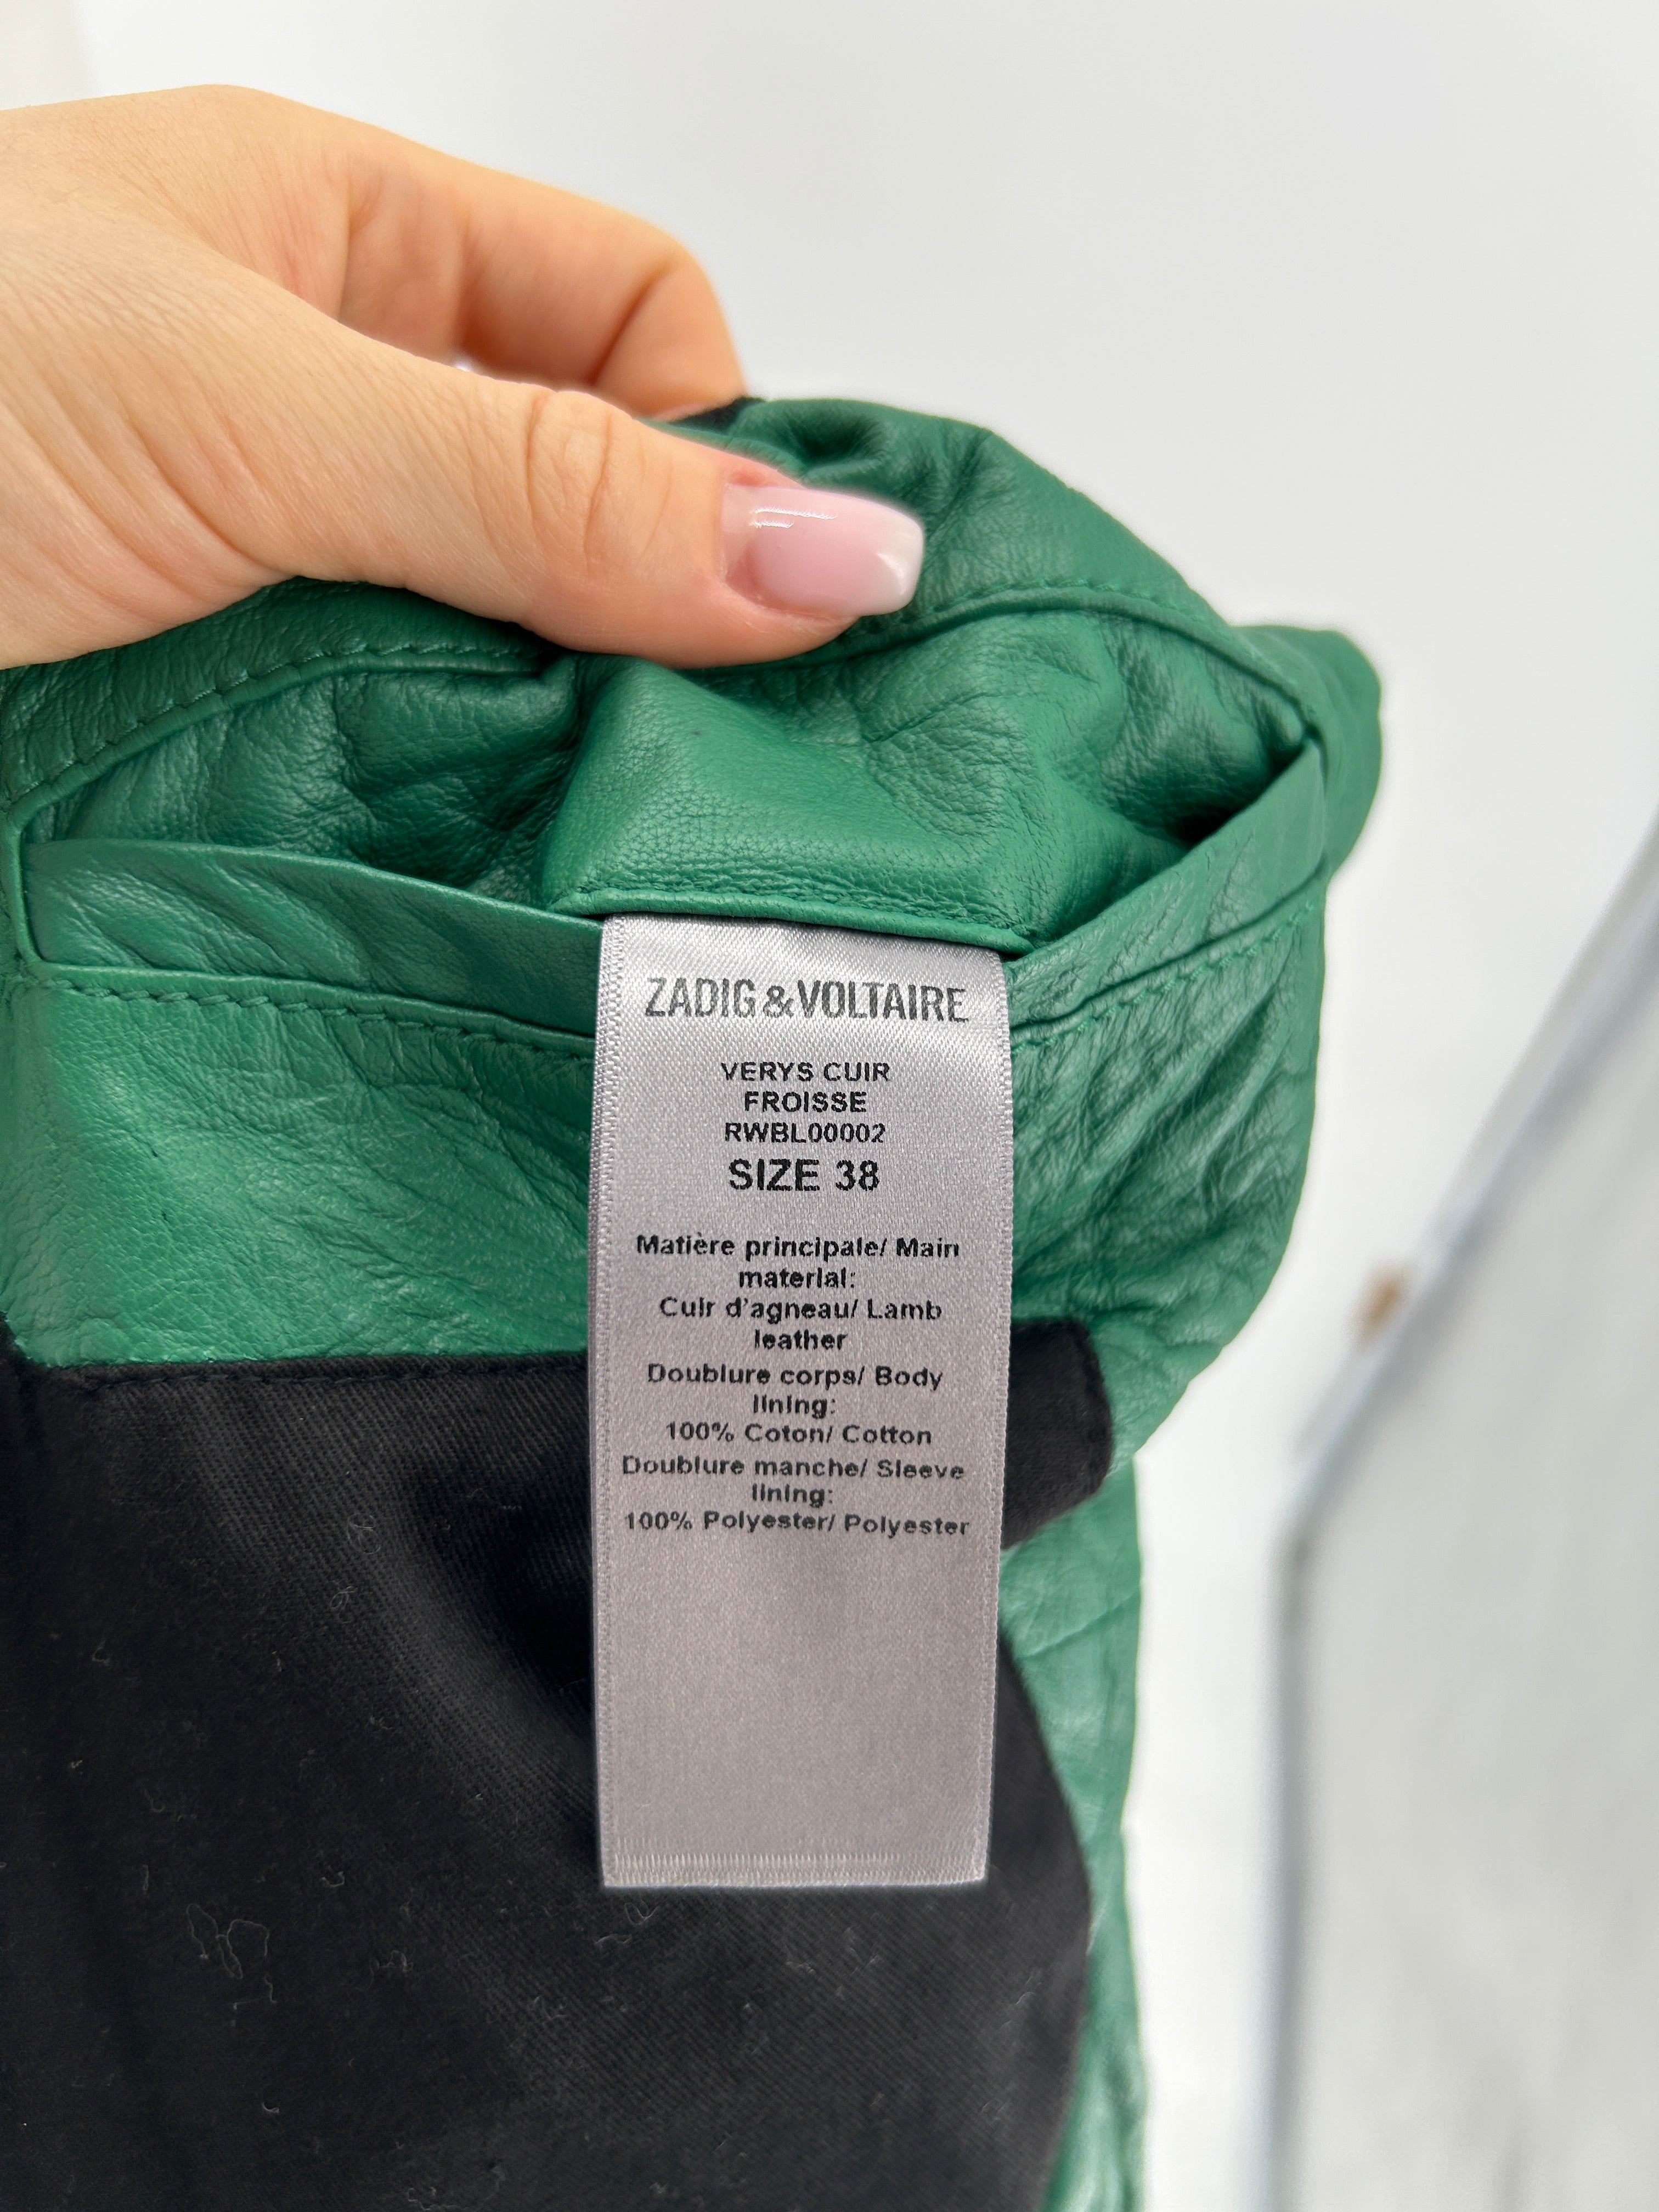 ZADIG&VOLTAIRE
VERYS CUIR
FROISSE
RWBL00002
SIZE 38
Matière principale/ Main
material:
Cuir d'agneau/ Lamb
leather
Doublure corps/ Body
lining:
100% Coton/ Cotton
Doublure manche/ Sleeve
lining:
100% Polyester/ Polyester